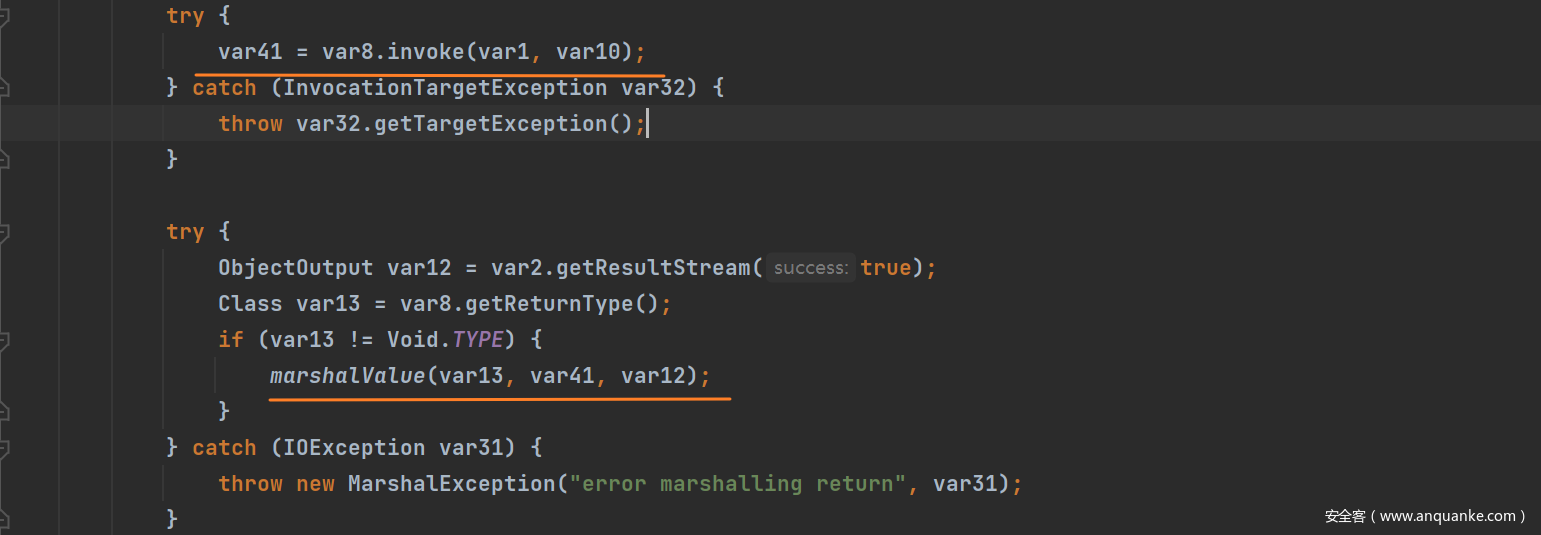 try {
var41 = var8.invoke(var1, var10);
} catch (InvocationTargetException var32) {
throw var32.getTargetException();
}
try {
ObjectOutput var12 = var2.getResultStream( success: true);
Class var13 = var8.getReturnType();
if (var13 != Void.TYPE) {
marshalValue(var13, var41, var12);
}
} catch (IOException var31) {
throw new MarshalException("error marshalling return", var31);
}
安全客（www.anquanke.com）